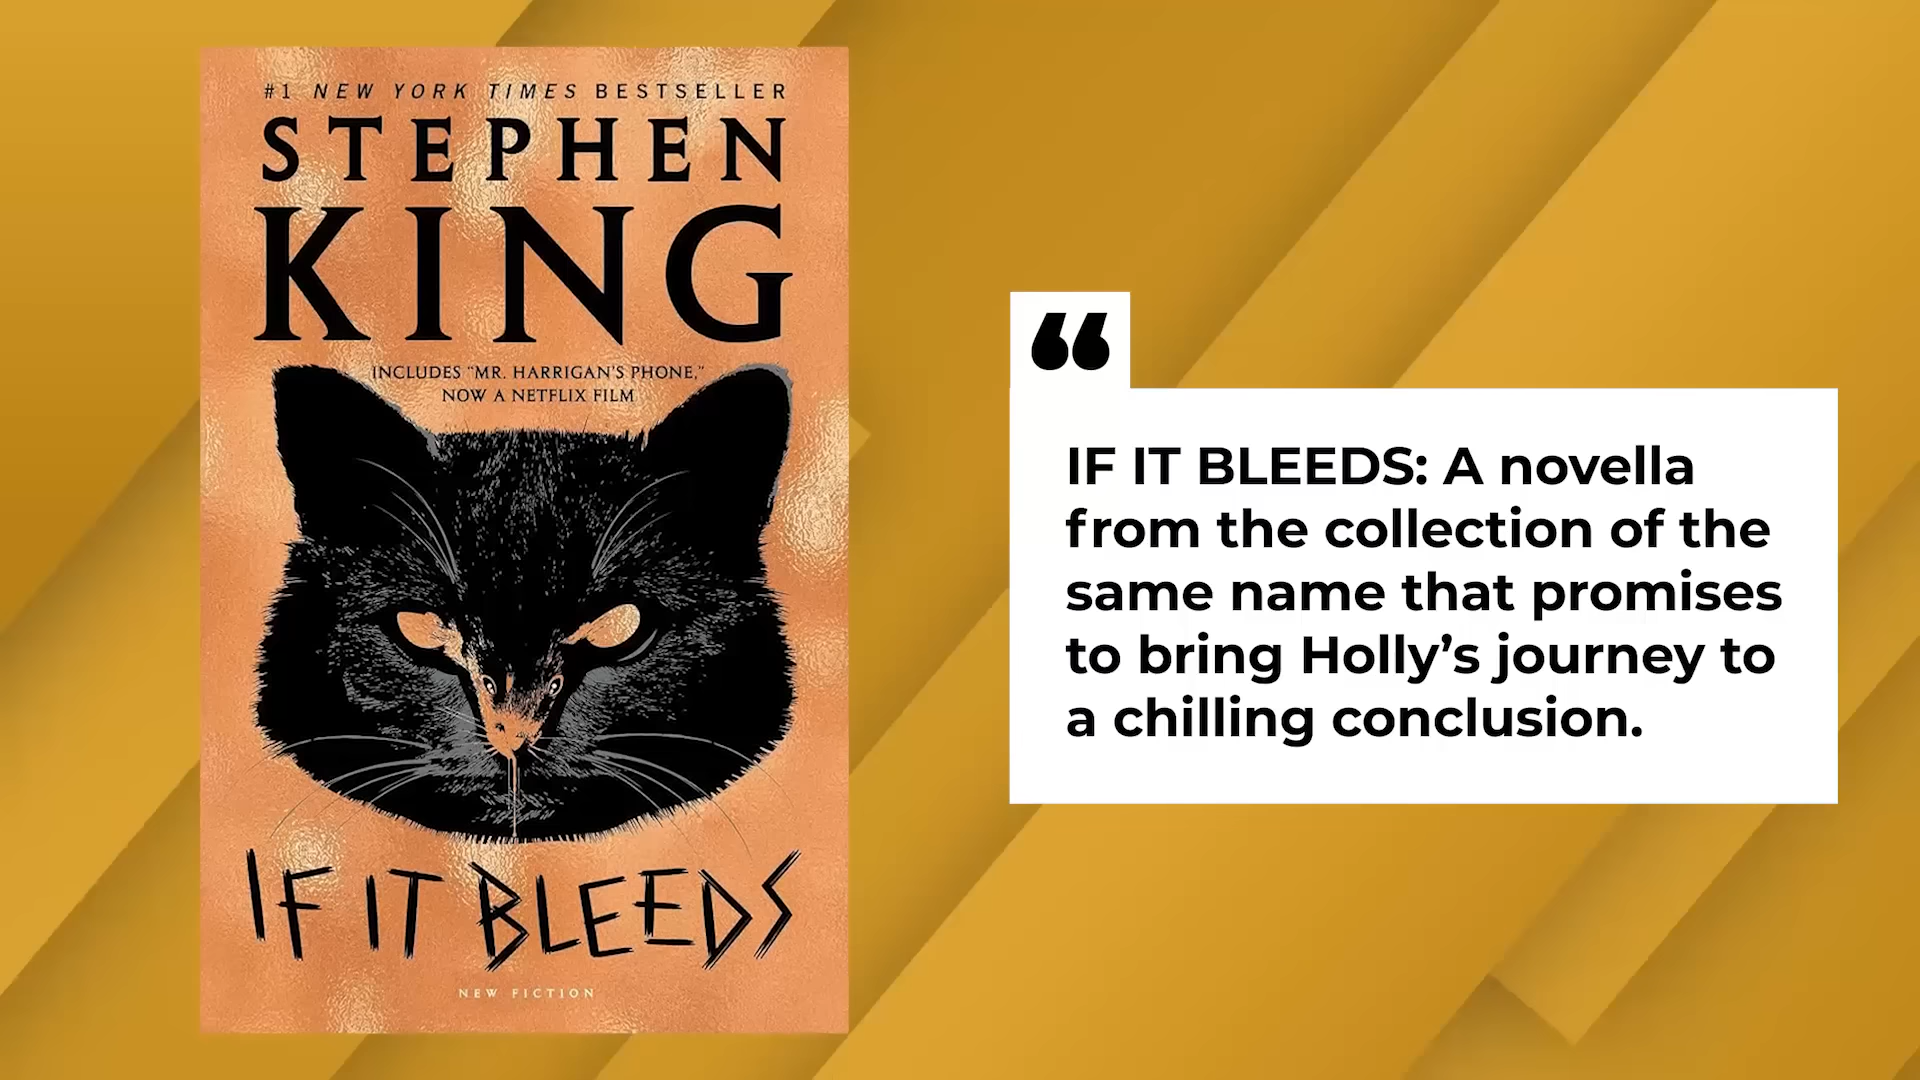 #1 NEW YORK TIMES BESTSELLER
STEPHEN
KING
INCLUDES “MR. HARRIGAN’S PHONE,”
NOW A NETFLIX FILM
IF IT BLEEDS
NEW FICTION
“
IF IT BLEEDS: A novella
from the collection of the
same name that promises
to bring Holly’s journey to
a chilling conclusion.